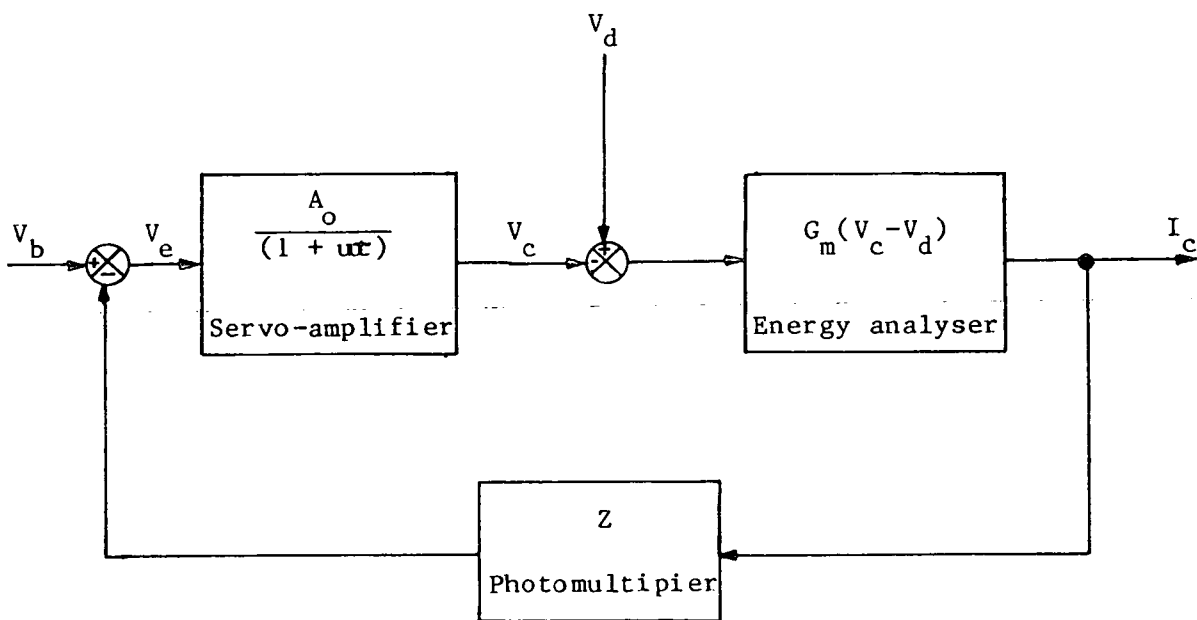 V_d
A_o
(1 + uτ)
Servo-amplifier
G_m(V_c-V_d)
Energy analyser
V_b
+
-
V_e
V_c
+
-
I_c
Z
Photomultipier